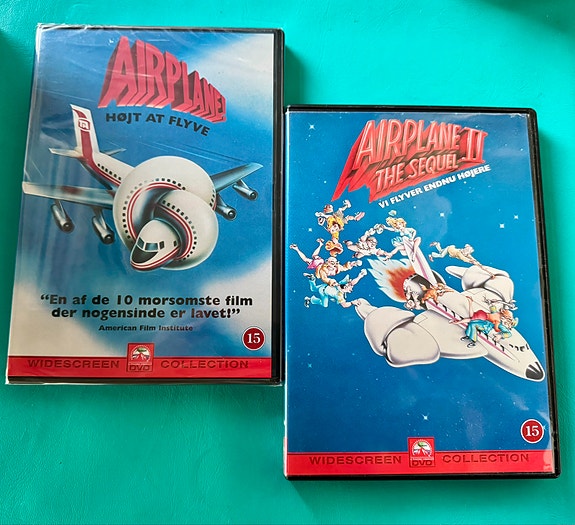 AIRPLANE!
HØJT AT FLYVE
"En af de 10 morsomste film
der nogensinde er lavet!"
American Film Institute
15
WIDESCREEN DVD COLLECTION
AIRPLANE II
THE SEQUEL
VI FLYVER ENDNU HØJERE
15
WIDESCREEN DVD COLLECTION